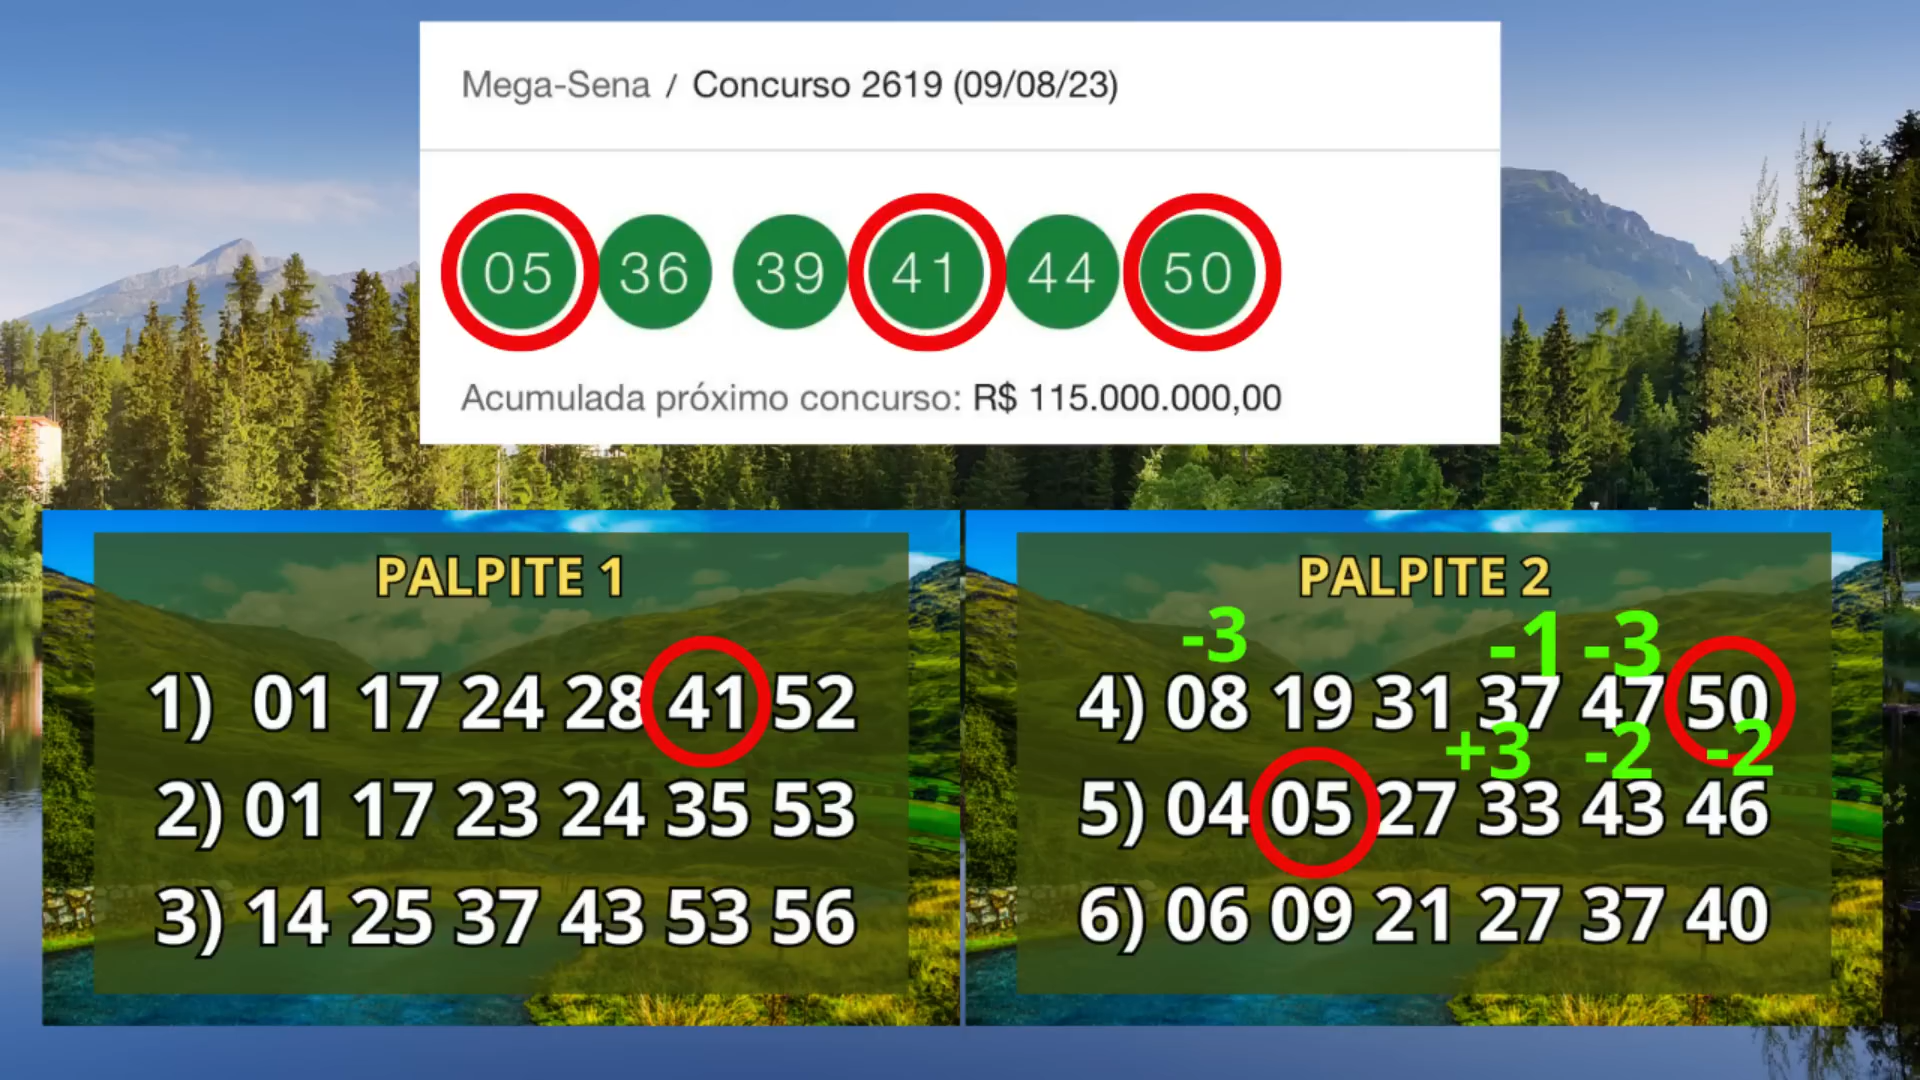 Mega-Sena / Concurso 2619 (09/08/23)
05 36 39 41 44 50
Acumulada próximo concurso: R$ 115.000.000,00
PALPITE 1
1) 01 17 24 28 41 52
2) 01 17 23 24 35 53
3) 14 25 37 43 53 56
PALPITE 2
-3 -1 -3
4) 08 19 31 37 47 50
+3 -2 -2
5) 04 05 27 33 43 46
6) 06 09 21 27 37 40